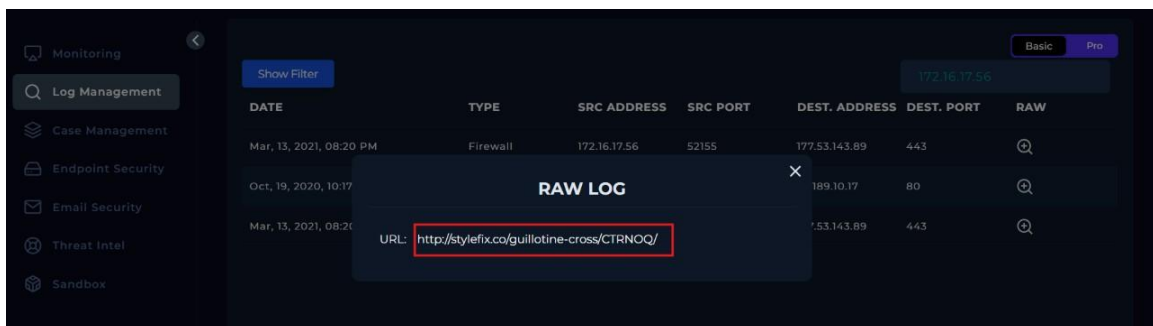 Basic Pro
Monitoring
Show Filter
172.16.17.56
Log Management
DATE TYPE SRC ADDRESS SRC PORT DEST. ADDRESS DEST. PORT RAW
Case Management
Mar, 13, 2021, 08:20 PM Firewall 172.16.17.56 52155 177.53.143.89 443
Endpoint Security
Oct, 19, 2020, 10:17 189.10.17 80
RAW LOG
Email Security
Mar, 13, 2021, 08:20 .53.143.89 443
URL: http://stylefix.co/guillotine-cross/CTRNOQ/
Threat Intel
Sandbox